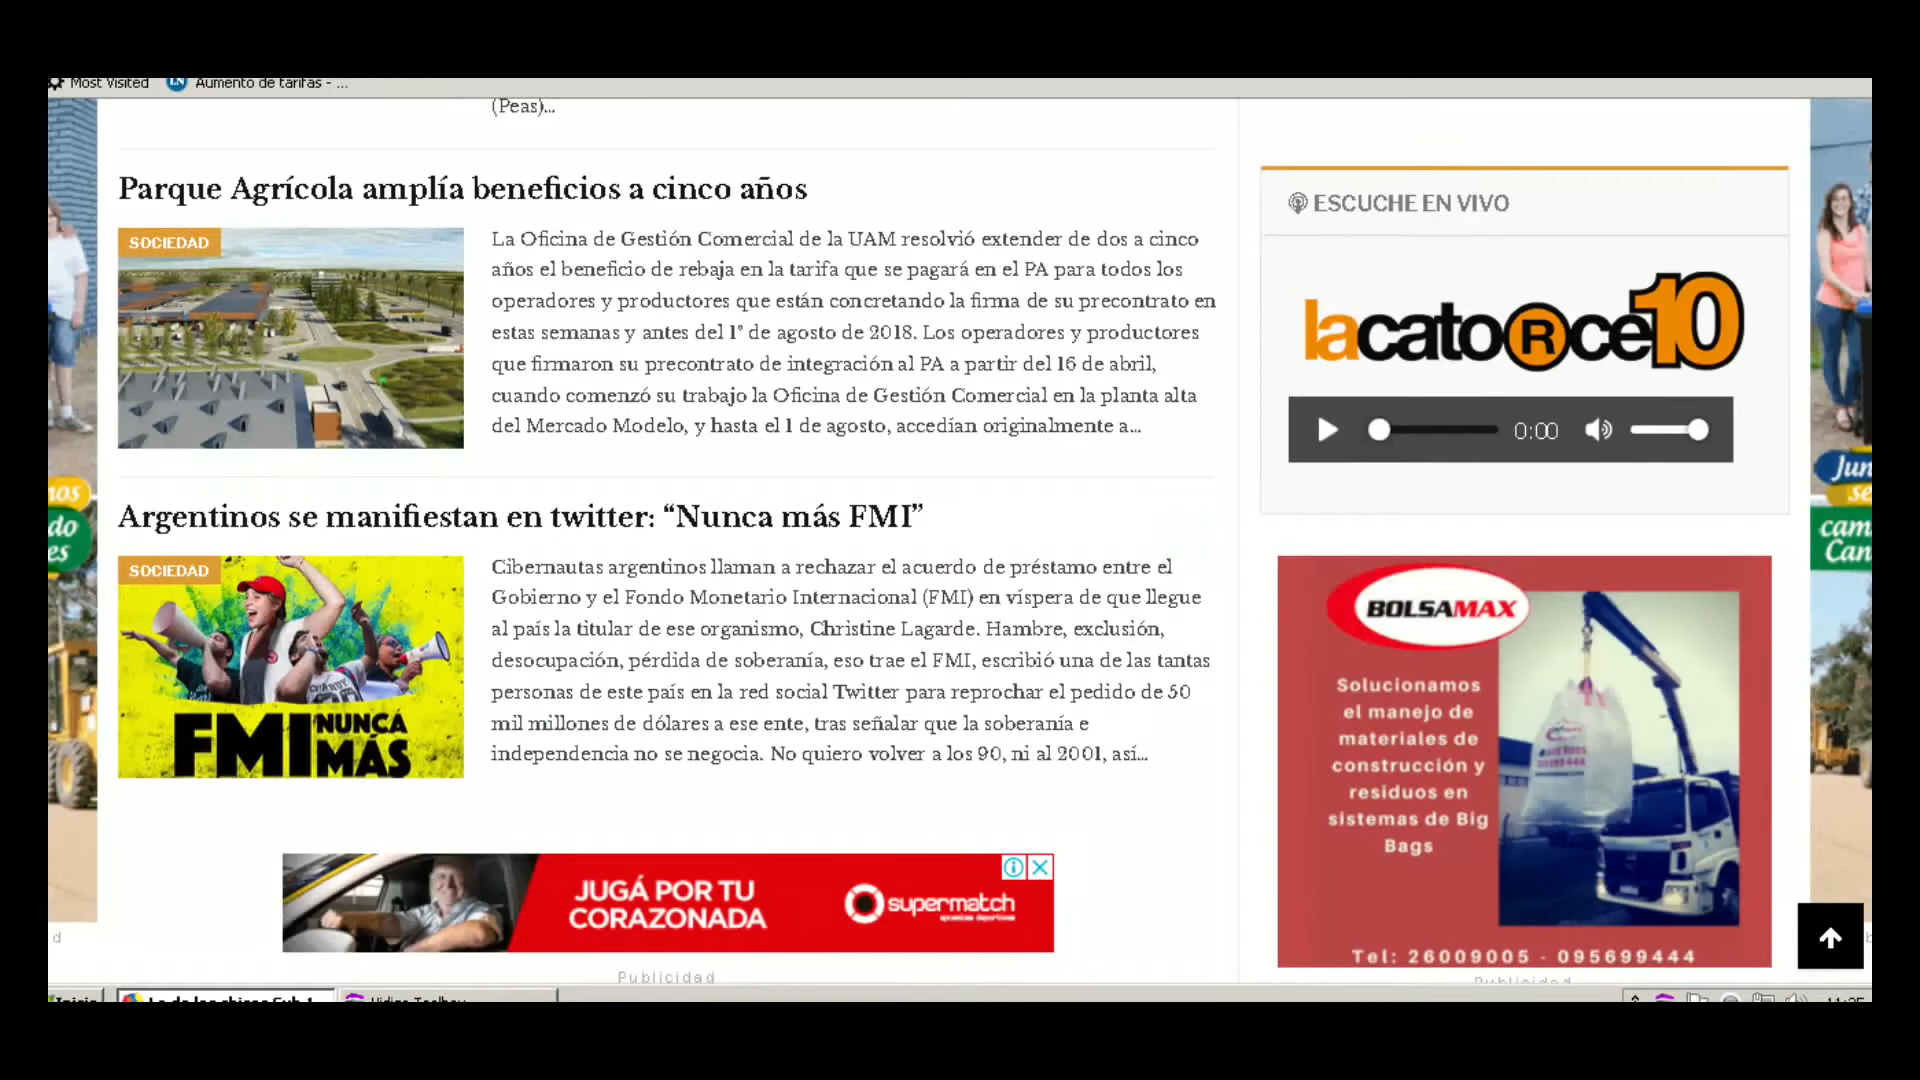 Most Visited
Aumento de tarifas - ...
(Peas)...
Parque Agrícola amplía beneficios a cinco años
SOCIEDAD
La Oficina de Gestión Comercial de la UAM resolvió extender de dos a cinco
años el beneficio de rebaja en la tarifa que se pagará en el PA para todos los
operadores y productores que están concretando la firma de su precontrato en
estas semanas y antes del 1º de agosto de 2018. Los operadores y productores
que firmaron su precontrato de integración al PA a partir del 16 de abril,
cuando comenzó su trabajo la Oficina de Gestión Comercial en la planta alta
del Mercado Modelo, y hasta el 1 de agosto, accedían originalmente a...
Argentinos se manifiestan en twitter: “Nunca más FMI”
SOCIEDAD
FMI NUNCA
MÁS
Cibernautas argentinos llaman a rechazar el acuerdo de préstamo entre el
Gobierno y el Fondo Monetario Internacional (FMI) en víspera de que llegue
al país la titular de ese organismo, Christine Lagarde. Hambre, exclusión,
desocupación, pérdida de soberanía, eso trae el FMI, escribió una de las tantas
personas de este país en la red social Twitter para reprochar el pedido de 50
mil millones de dólares a ese ente, tras señalar que la soberanía e
independencia no se negocia. No quiero volver a los 90, ni al 2001, así...
JUGÁ POR TU
CORAZONADA
supermatch
apuestas deportivas
Publicidad
ESCUCHE EN VIVO
lacatoRce10
0:00
BOLSAMAX
Solucionamos
el manejo de
materiales de
construcción y
residuos en
sistemas de Big
Bags
Tel: 26009005 - 095699444
Publicidad